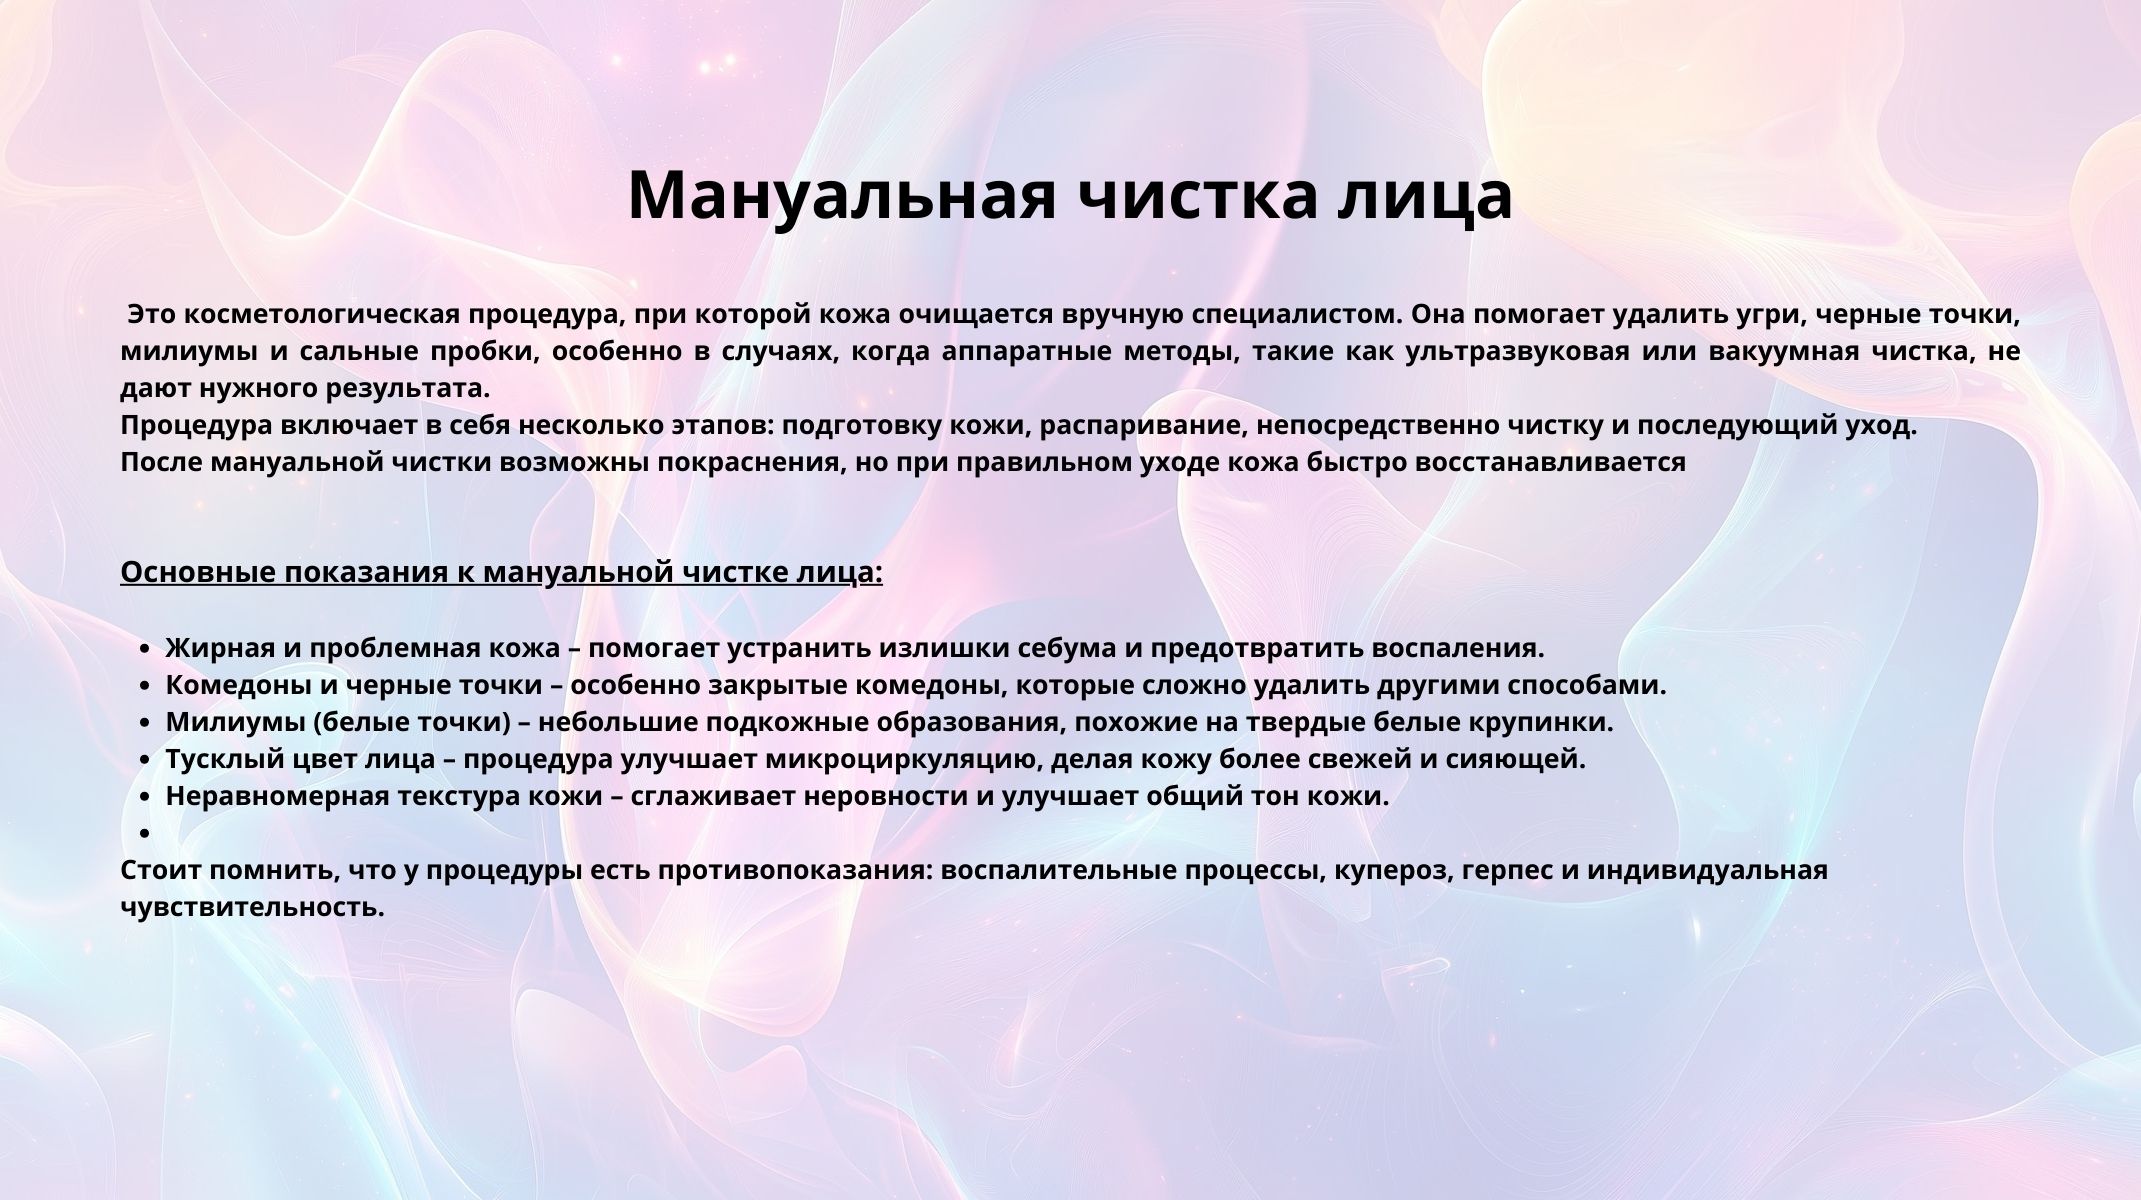 Мануальная чистка лица
Это косметологическая процедура, при которой кожа очищается вручную специалистом. Она помогает удалить угри, черные точки,
милиумы и сальные пробки, особенно в случаях, когда аппаратные методы, такие как ультразвуковая или вакуумная чистка, не
дают нужного результата.
Процедура включает в себя несколько этапов: подготовку кожи, распаривание, непосредственно чистку и последующий уход.
После мануальной чистки возможны покраснения, но при правильном уходе кожа быстро восстанавливается
Основные показания к мануальной чистке лица:
• Жирная и проблемная кожа – помогает устранить излишки себума и предотвратить воспаления.
• Комедоны и черные точки – особенно закрытые комедоны, которые сложно удалить другими способами.
• Милиумы (белые точки) – небольшие подкожные образования, похожие на твердые белые крупинки.
• Тусклый цвет лица – процедура улучшает микроциркуляцию, делая кожу более свежей и сияющей.
• Неравномерная текстура кожи – сглаживает неровности и улучшает общий тон кожи.
•
Стоит помнить, что у процедуры есть противопоказания: воспалительные процессы, купероз, герпес и индивидуальная
чувствительность.